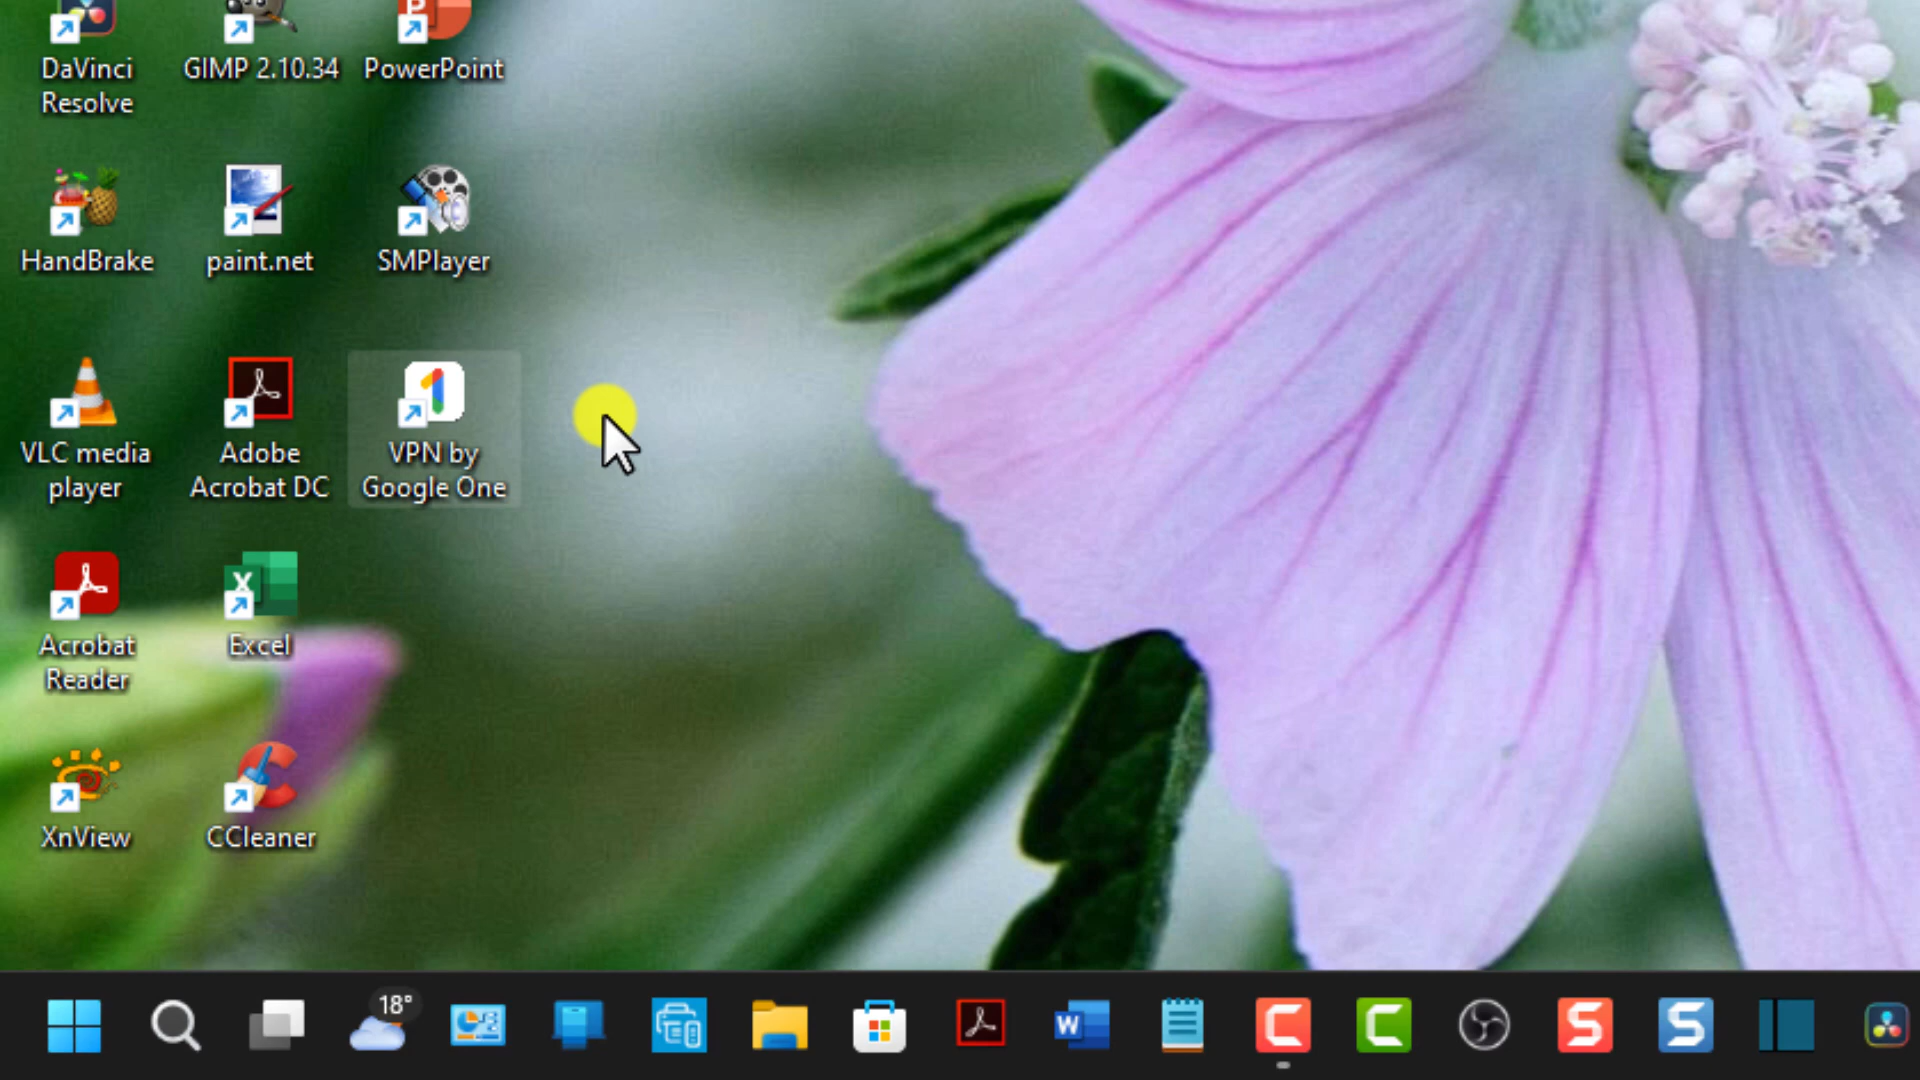 DaVinci
Resolve
GIMP 2.10.34
PowerPoint
HandBrake
paint.net
SMPlayer
VLC media
player
Adobe
Acrobat DC
VPN by
Google One
Acrobat
Reader
Excel
XnView
CCleaner
18°